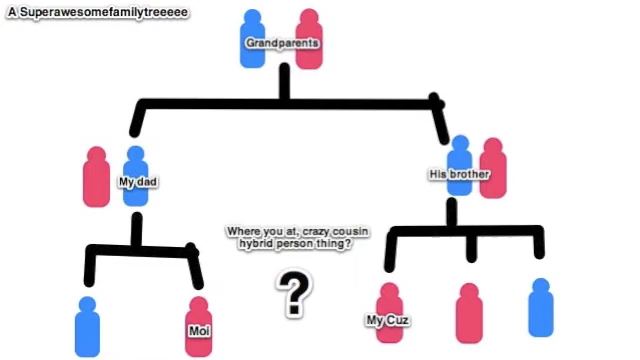 A Superawesomefamilytreeeee
Grandparents
My dad
His brother
Where you at, crazy cousin
hybrid person thing?
?
Moi
My Cuz